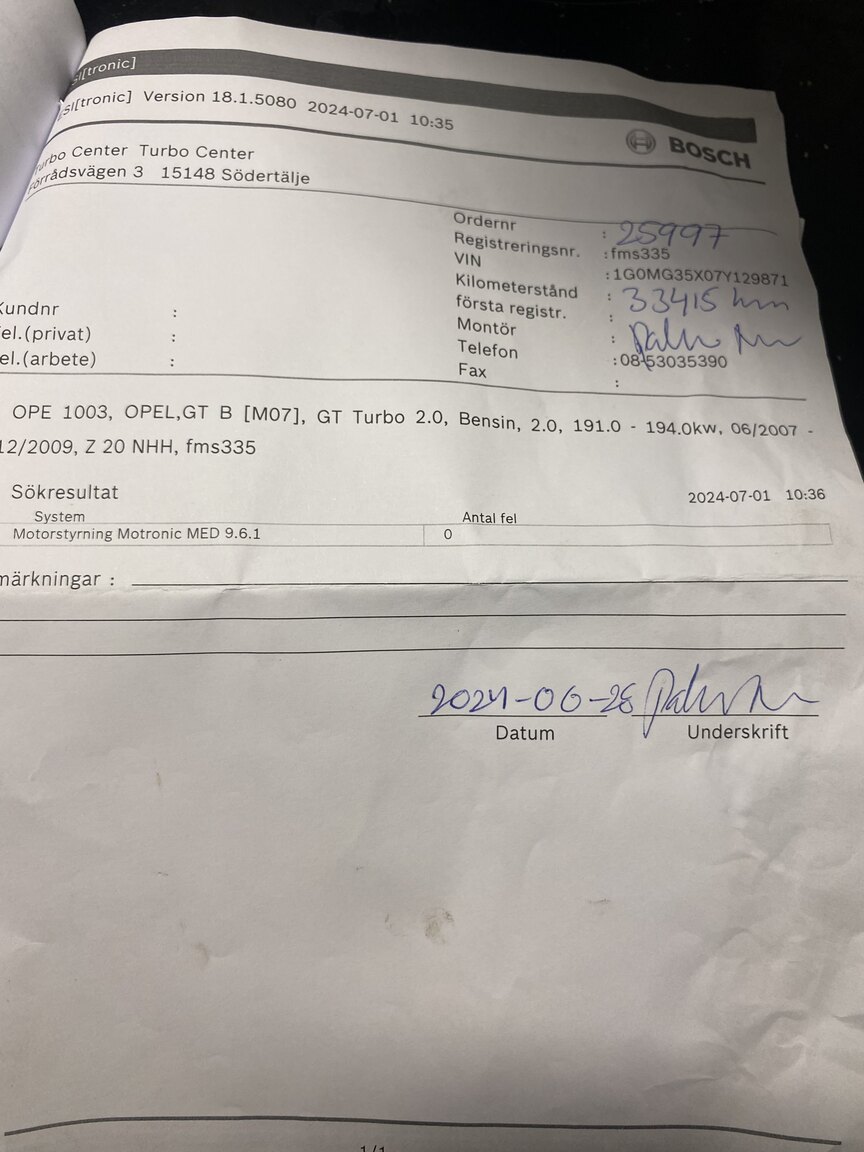 SI[tronic]
ESI[tronic] Version 18.1.5080 2024-07-01 10:35
BOSCH
Turbo Center Turbo Center
Förrådsvägen 3 15148 Södertälje
Ordernr : 25997
Registreringsnr. : fms335
VIN : 1G0MG35X07Y129871
Kilometerstånd : 33415 km
första registr. :
Montör :
Telefon : 08-53035390
Fax :
Kundnr :
el.(privat) :
el.(arbete) :
OPE 1003, OPEL,GT B [M07], GT Turbo 2.0, Bensin, 2.0, 191.0 - 194.0kw, 06/2007 -
12/2009, Z 20 NHH, fms335
Sökresultat 2024-07-01 10:36
System Antal fel
Motorstyrning Motronic MED 9.6.1 0
märkningar :
2024-06-28
Datum Underskrift
1/1